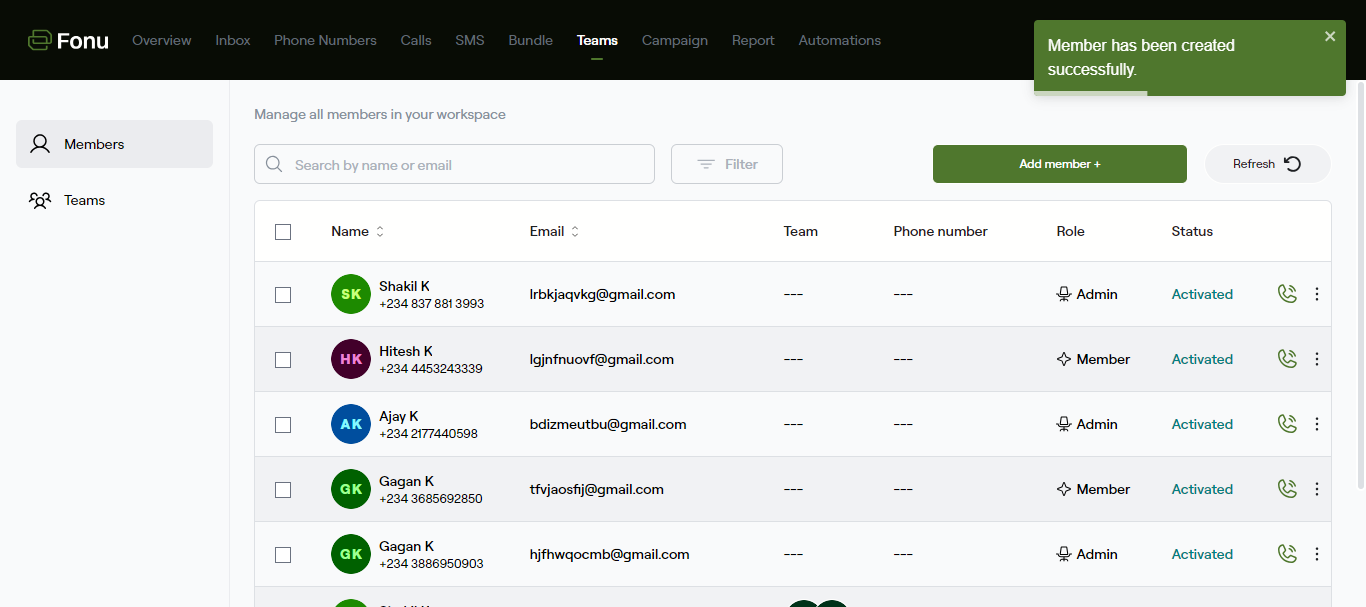 Fonu Overview Inbox Phone Numbers Calls SMS Bundle Teams Campaign Report Automations
Member has been created
successfully.
Members
Teams
Manage all members in your workspace
Search by name or email Filter Add member + Refresh
Name Email Team Phone number Role Status
SK Shakil K
+234 837 881 3993
lrbkjaqvkg@gmail.com --- --- Admin Activated
HK Hitesh K
+234 4453243339
lgjnfnuovf@gmail.com --- --- Member Activated
AK Ajay K
+234 2177440598
bdizmeutbu@gmail.com --- --- Admin Activated
GK Gagan K
+234 3685692850
tfvjaosfij@gmail.com --- --- Member Activated
GK Gagan K
+234 3886950903
hjfhwqocmb@gmail.com --- --- Admin Activated